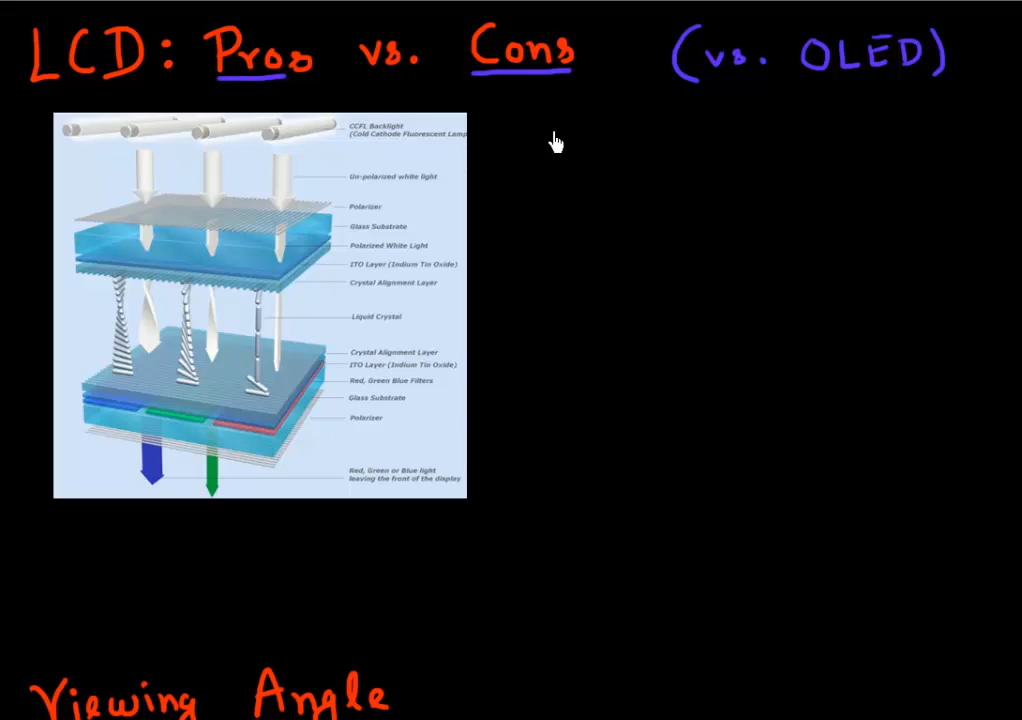 LCD: Pros vs. Cons (vs. OLED)
CCFL Backlight
(Cold Cathode Fluorescent Lamp
Un-polarized white light
Polarizer
Glass Substrate
Polarized White Light
ITO Layer (Indium Tin Oxide)
Crystal Alignment Layer
Liquid Crystal
Crystal Alignment Layer
ITO Layer (Indium Tin Oxide)
Red, Green Blue Filters
Glass Substrate
Polarizer
Red, Green or Blue light
leaving the front of the display
Viewing Angle